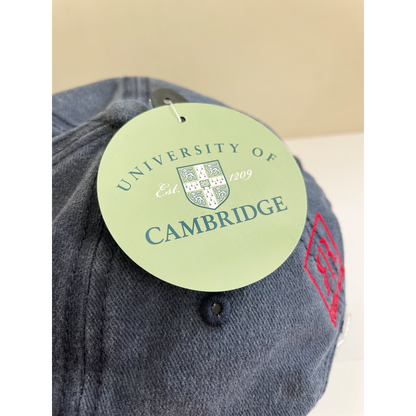 UNIVERSITY OF
Est. 1209
CAMBRIDGE